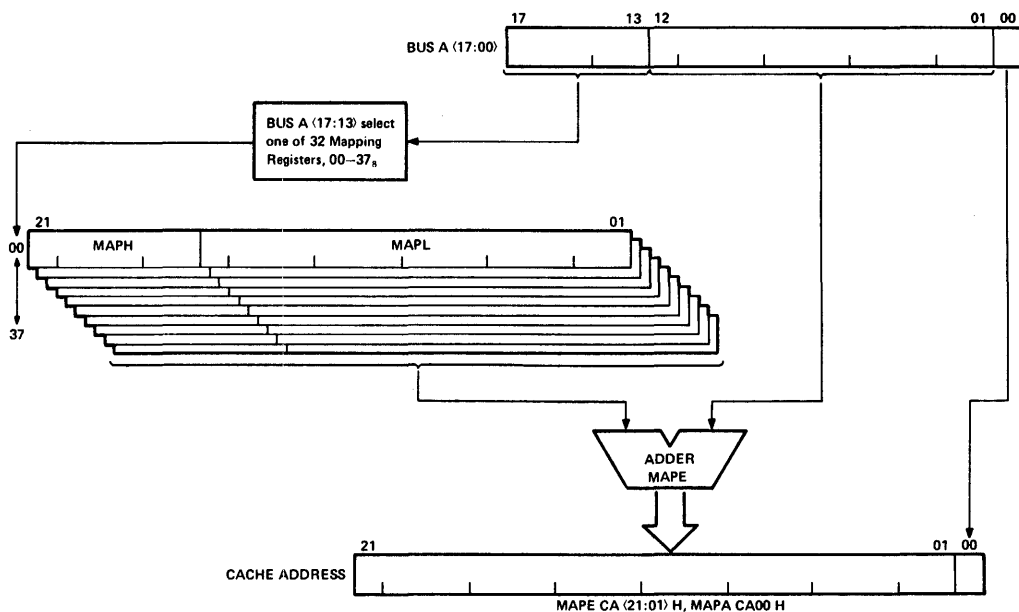 17 13 12 01 00
BUS A ⟨17:00⟩
BUS A ⟨17:13⟩ select
one of 32 Mapping
Registers, 00–37₈
21 01
00 MAPH MAPL
37
ADDER
MAPE
21 01 00
CACHE ADDRESS
MAPE CA ⟨21:01⟩ H, MAPA CA00 H